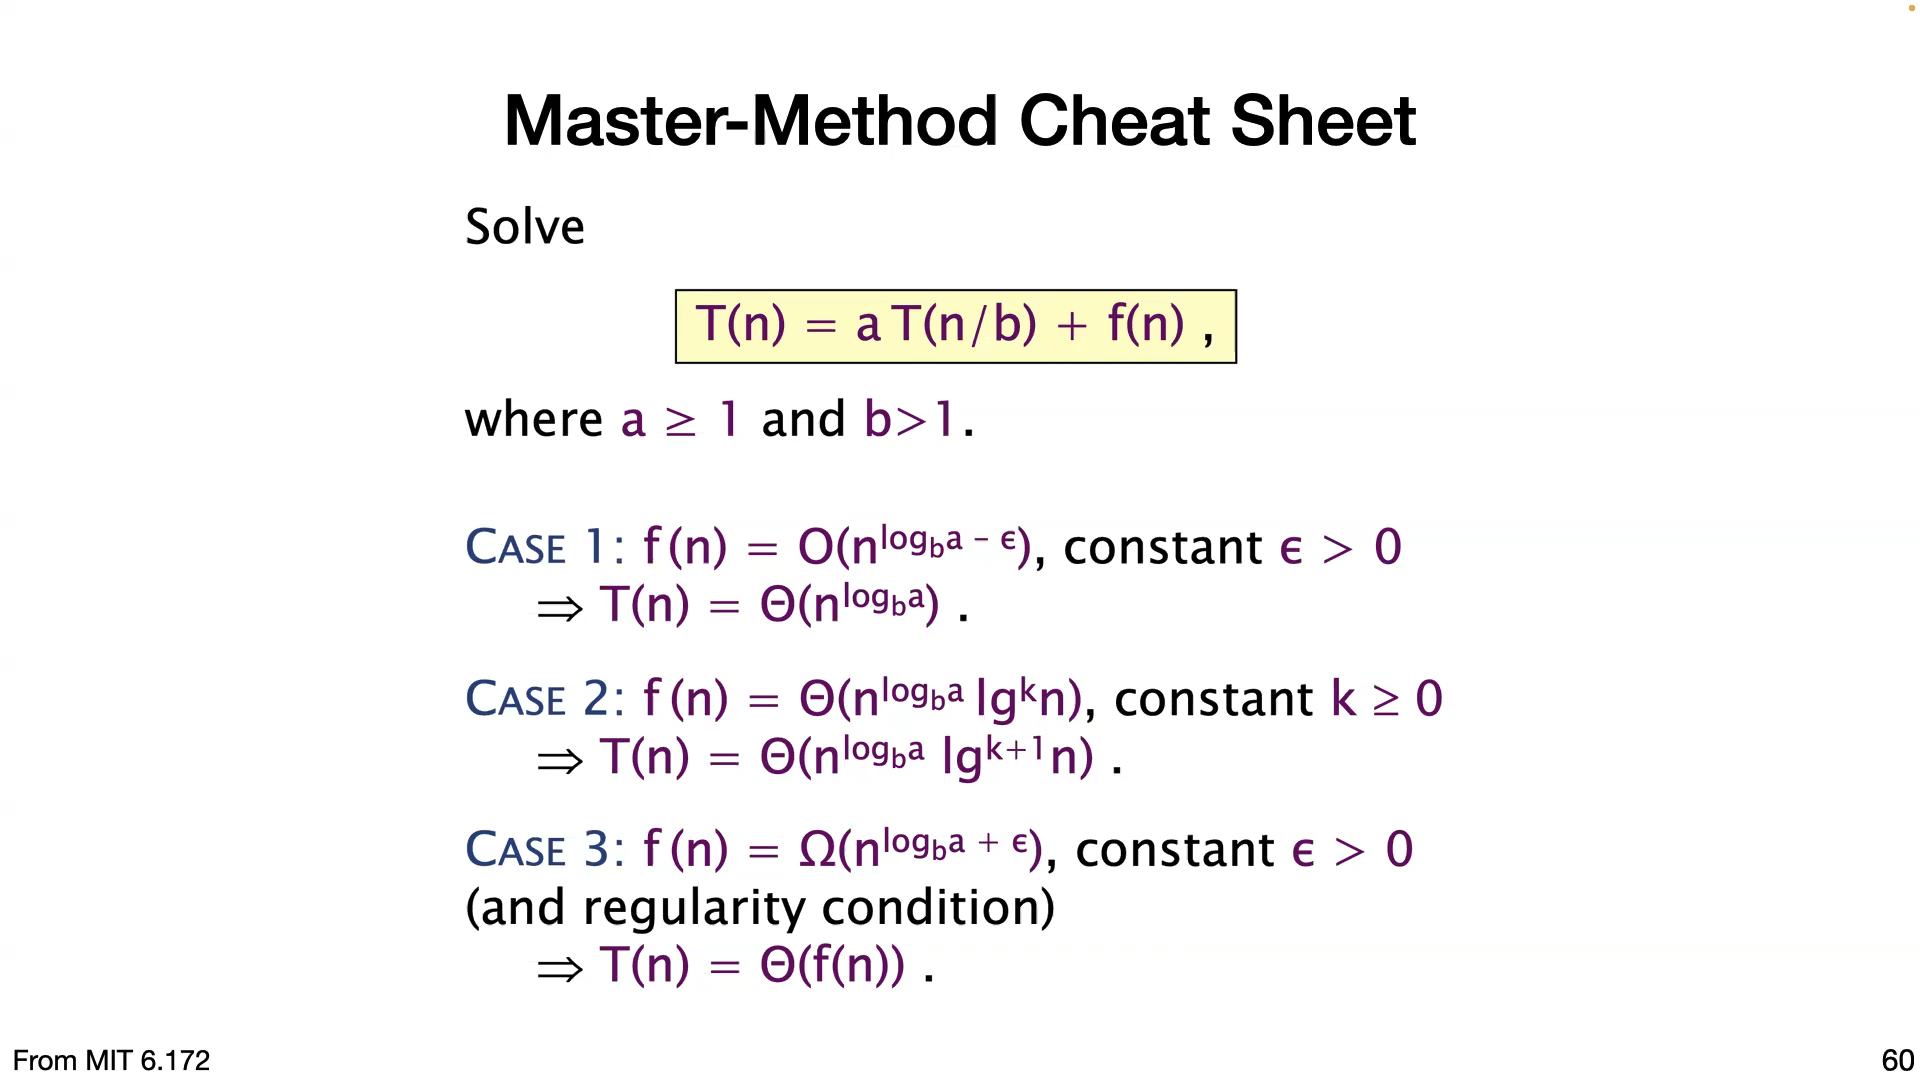 Master-Method Cheat Sheet
Solve
T(n) = a T(n/b) + f(n) ,
where a ≥ 1 and b>1.
CASE 1: f (n) = O(n^{log_b a – ϵ}), constant ϵ > 0
⇒ T(n) = Θ(n^{log_b a}) .
CASE 2: f (n) = Θ(n^{log_b a} lg^k n), constant k ≥ 0
⇒ T(n) = Θ(n^{log_b a} lg^{k+1} n) .
CASE 3: f (n) = Ω(n^{log_b a + ϵ}), constant ϵ > 0
(and regularity condition)
⇒ T(n) = Θ(f(n)) .
From MIT 6.172
60